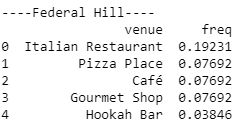 ----Federal Hill----
venue freq
0 Italian Restaurant 0.19231
1 Pizza Place 0.07692
2 Café 0.07692
3 Gourmet Shop 0.07692
4 Hookah Bar 0.03846